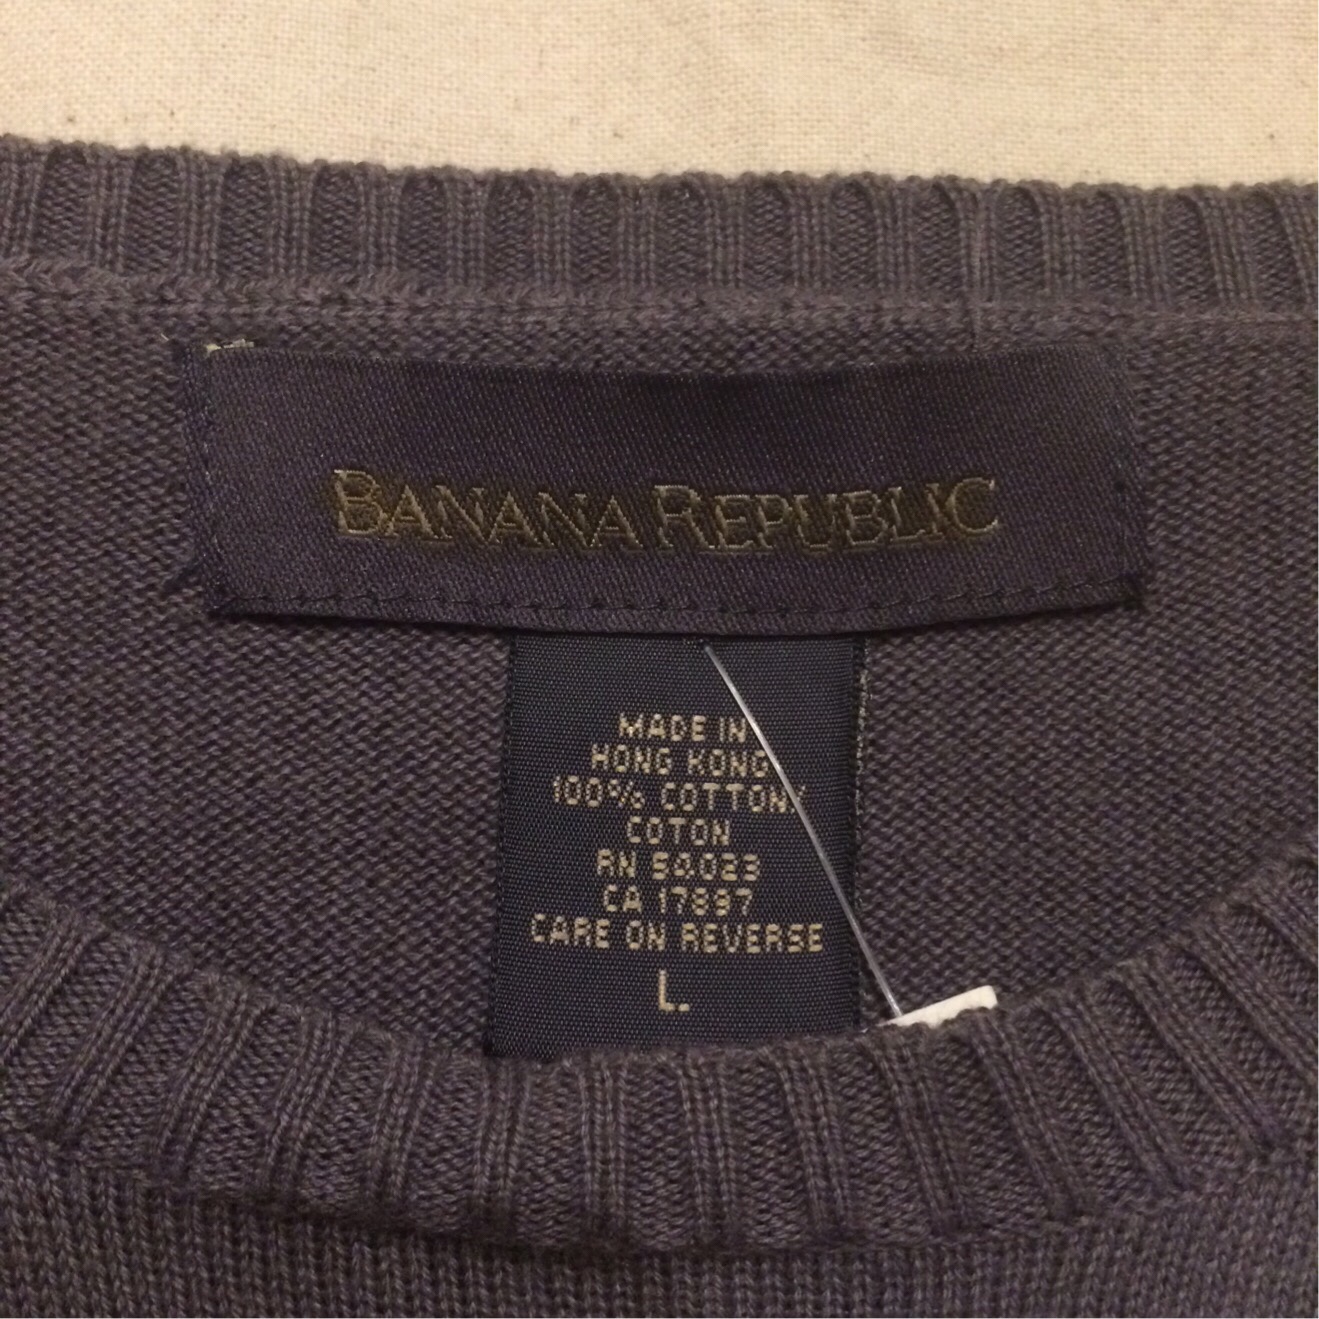 BANANA REPUBLIC
MADE IN
HONG KONG
100% COTTON/
COTON
RN 54023
CA 17897
CARE ON REVERSE
L.